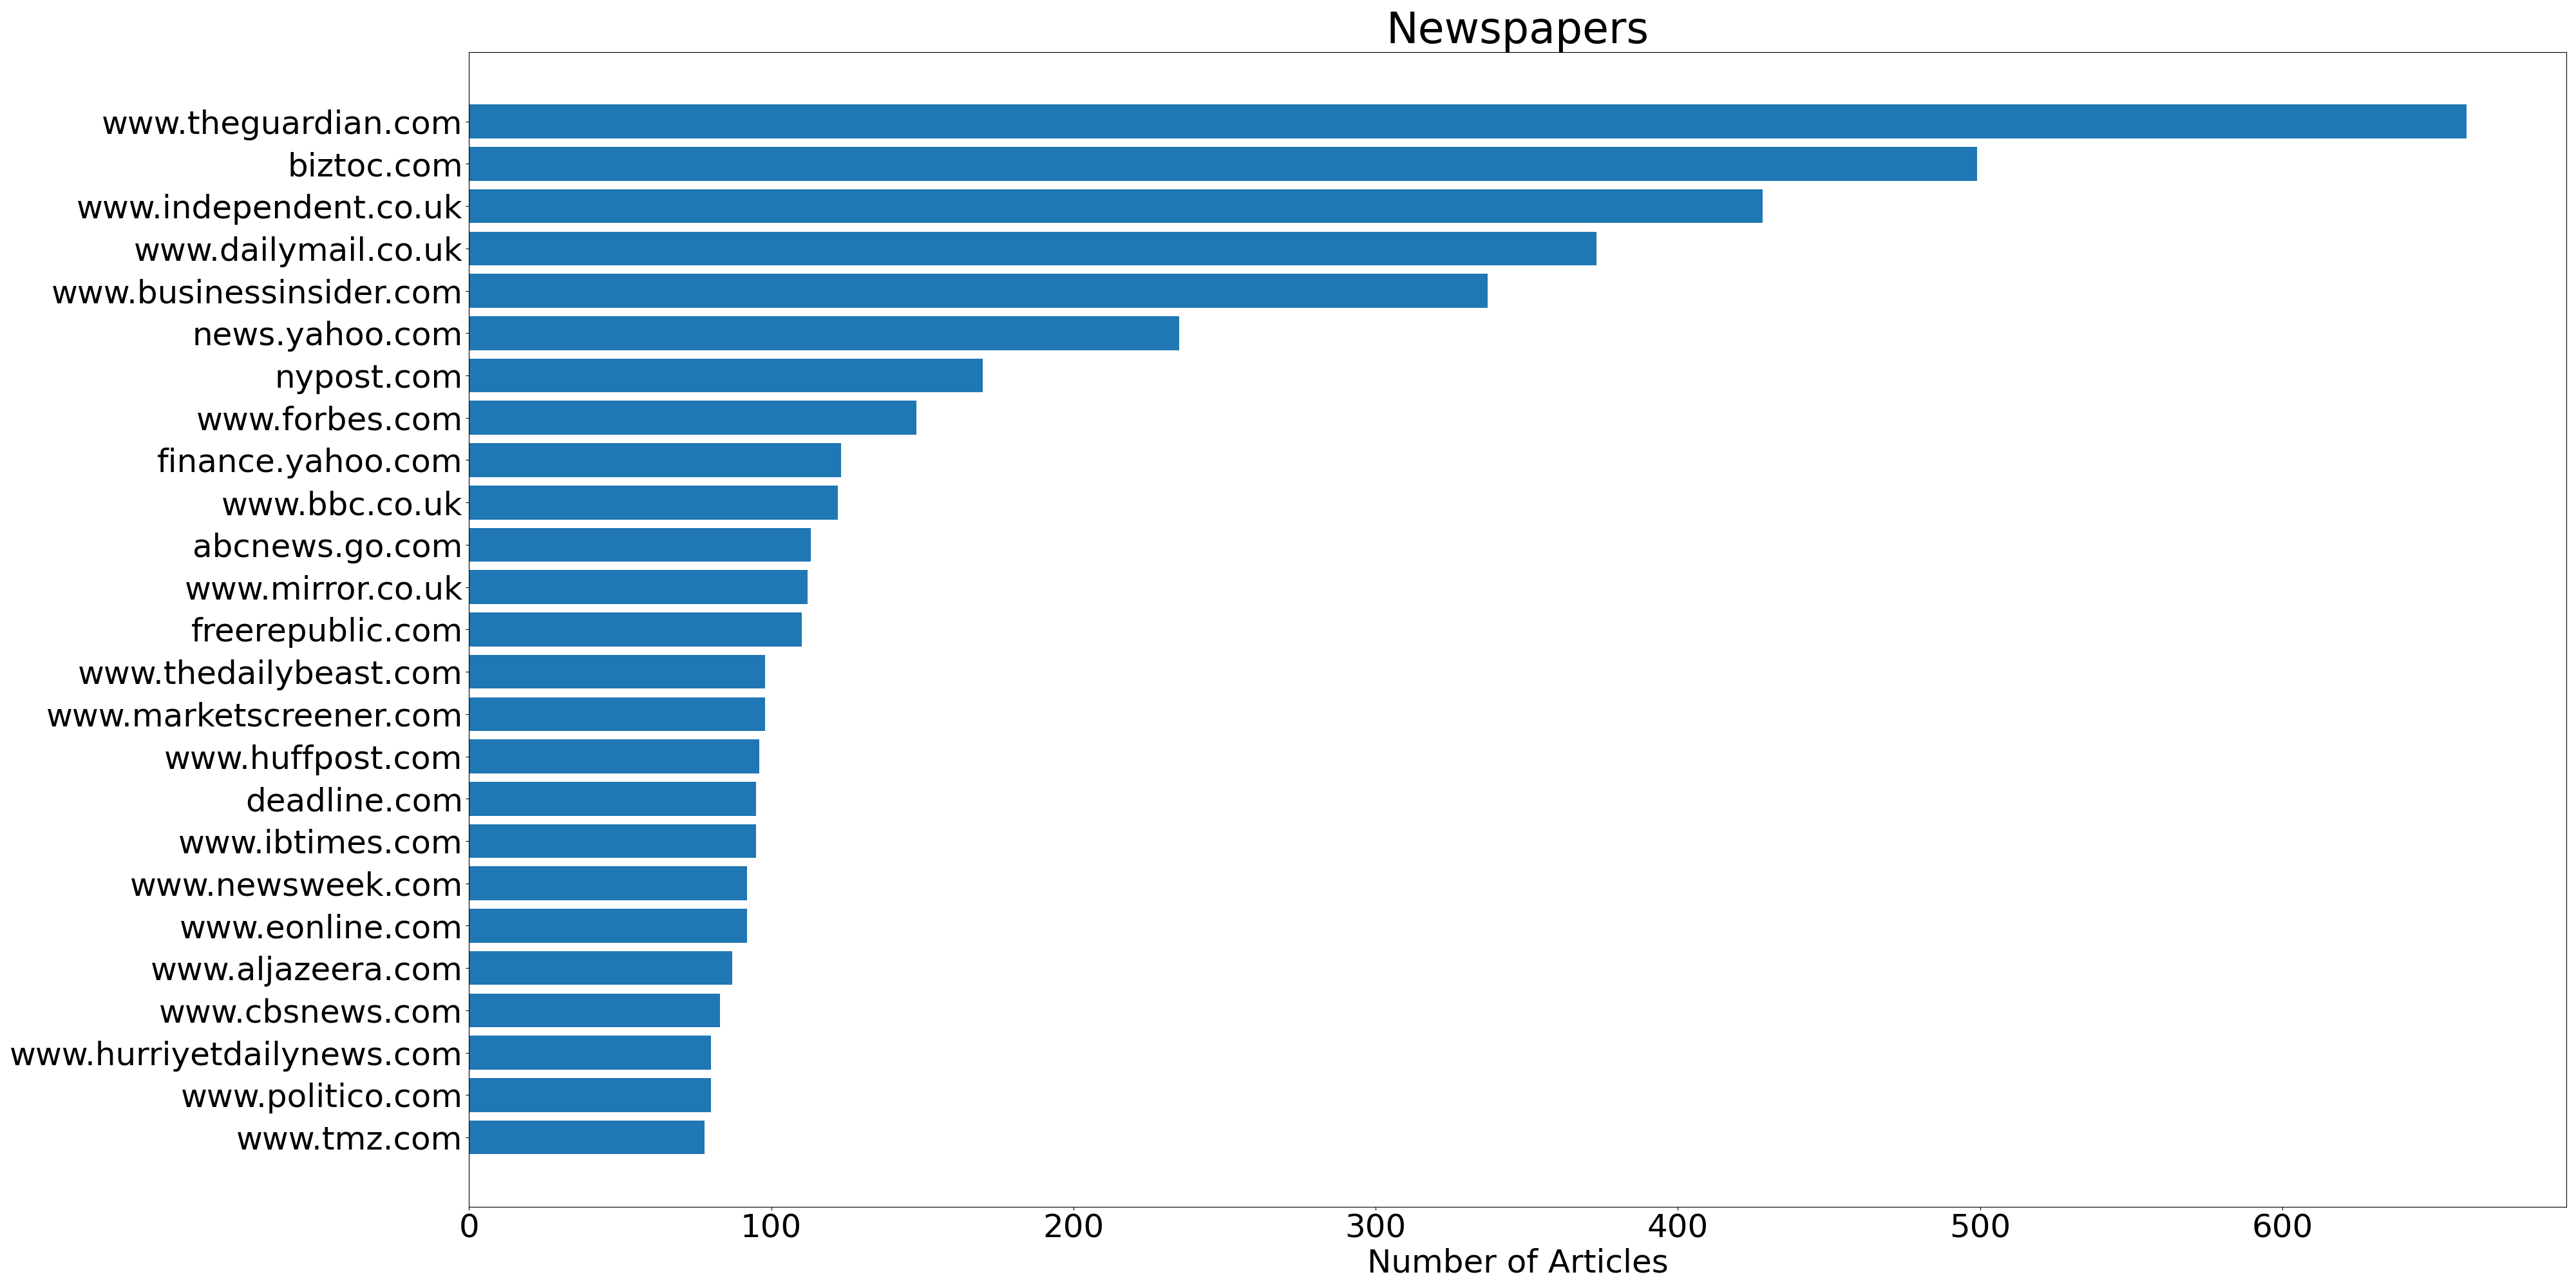 Newspapers
www.theguardian.com
biztoc.com
www.independent.co.uk
www.dailymail.co.uk
www.businessinsider.com
news.yahoo.com
nypost.com
www.forbes.com
finance.yahoo.com
www.bbc.co.uk
abcnews.go.com
www.mirror.co.uk
freerepublic.com
www.thedailybeast.com
www.marketscreener.com
www.huffpost.com
deadline.com
www.ibtimes.com
www.newsweek.com
www.eonline.com
www.aljazeera.com
www.cbsnews.com
www.hurriyetdailynews.com
www.politico.com
www.tmz.com
0 100 200 300 400 500 600
Number of Articles